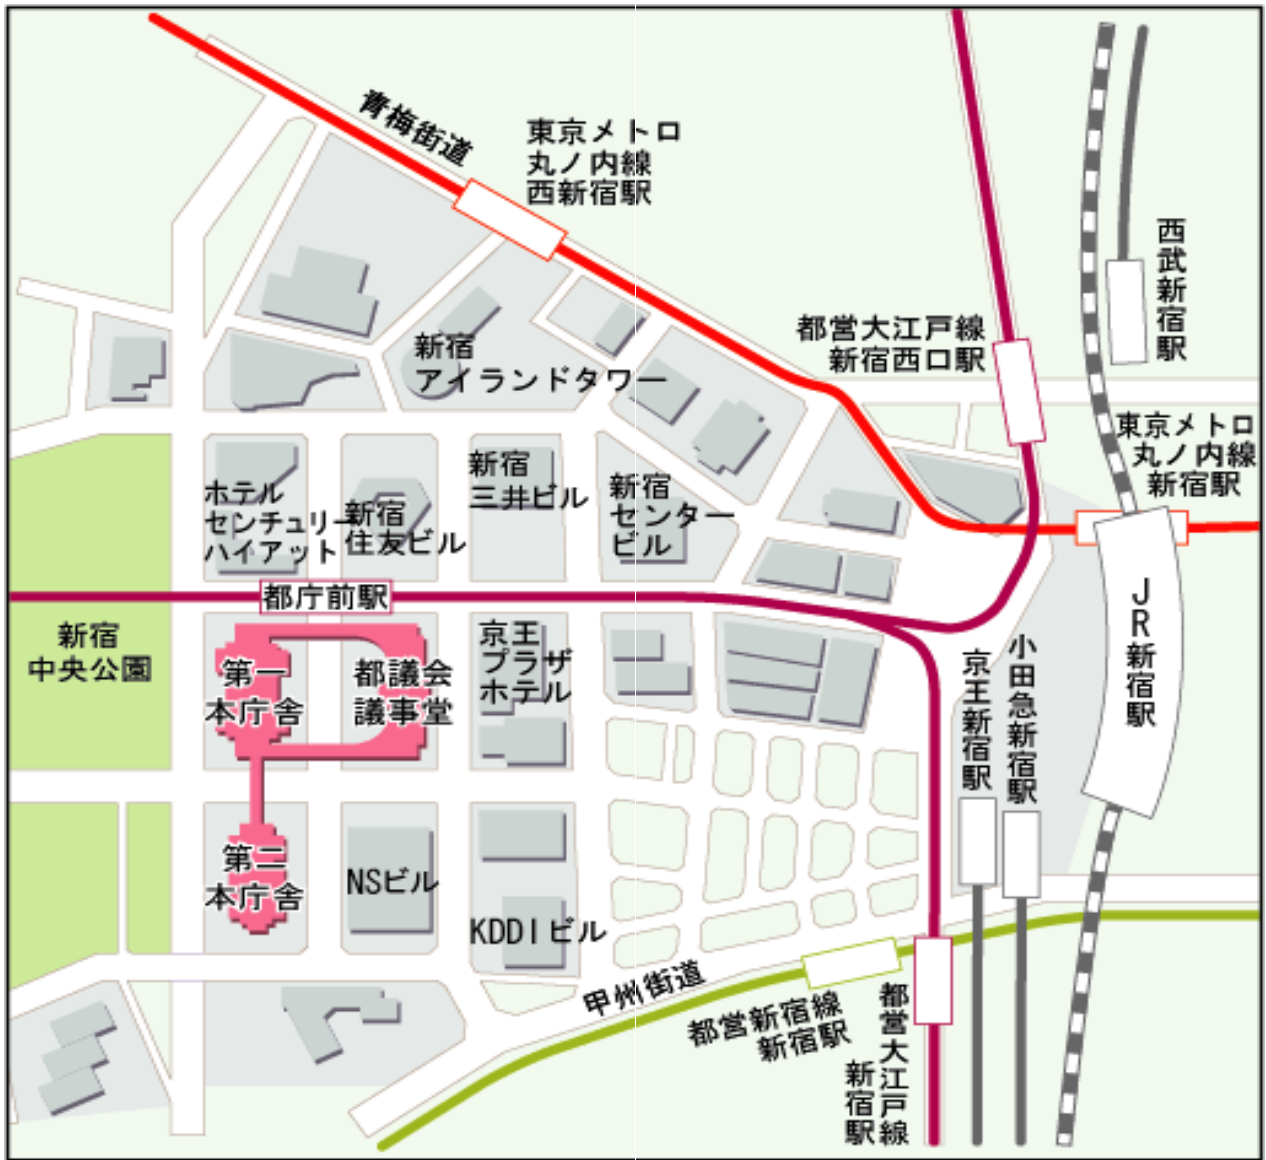 青梅街道
東京メトロ
丸ノ内線
西新宿駅
西武新宿駅
都営大江戸線
新宿西口駅
新宿
アイランドタワー
東京メトロ
丸ノ内線
新宿駅
ホテル
センチュリー
ハイアット
新宿
住友ビル
新宿
三井ビル
新宿
センター
ビル
都庁前駅
新宿
中央公園
第一
本庁舎
都議会
議事堂
京王
プラザ
ホテル
JR新宿駅
小田急新宿駅
京王新宿駅
第二
本庁舎
NSビル
KDDIビル
甲州街道
都営新宿線
新宿駅
都営大江戸線
新宿駅